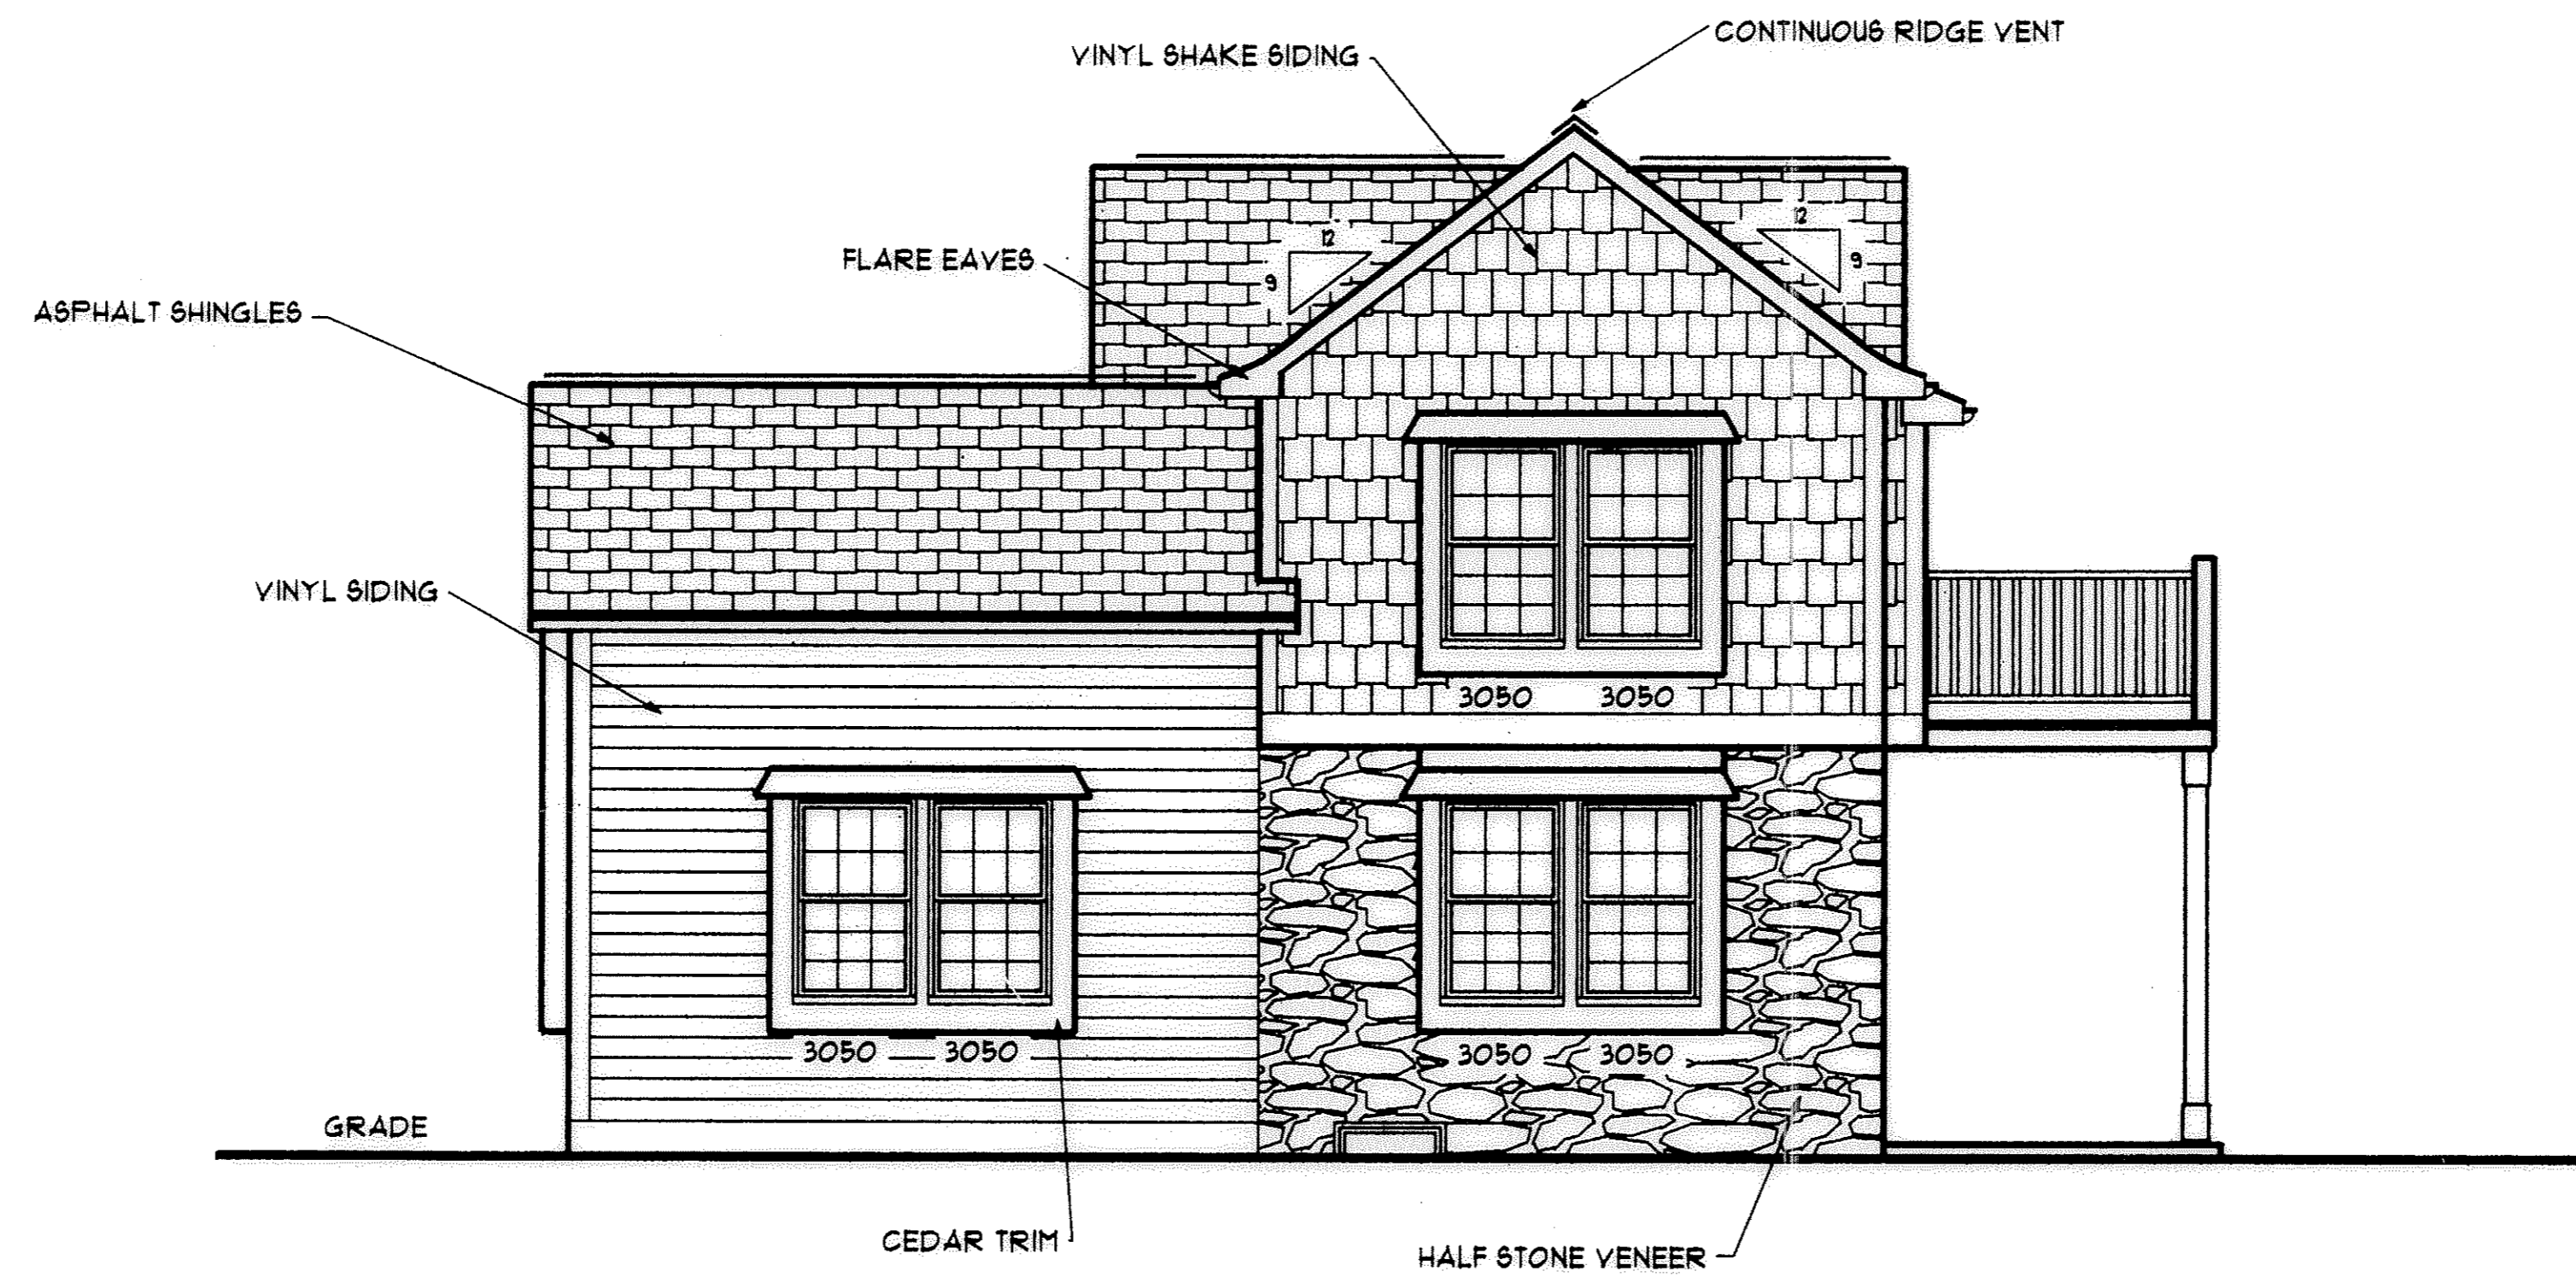 CONTINUOUS RIDGE VENT
VINYL SHAKE SIDING
12
12
FLARE EAVES
9
9
ASPHALT SHINGLES
VINYL SIDING
3050 3050
3050 3050
3050 3050
GRADE
CEDAR TRIM
HALF STONE VENEER